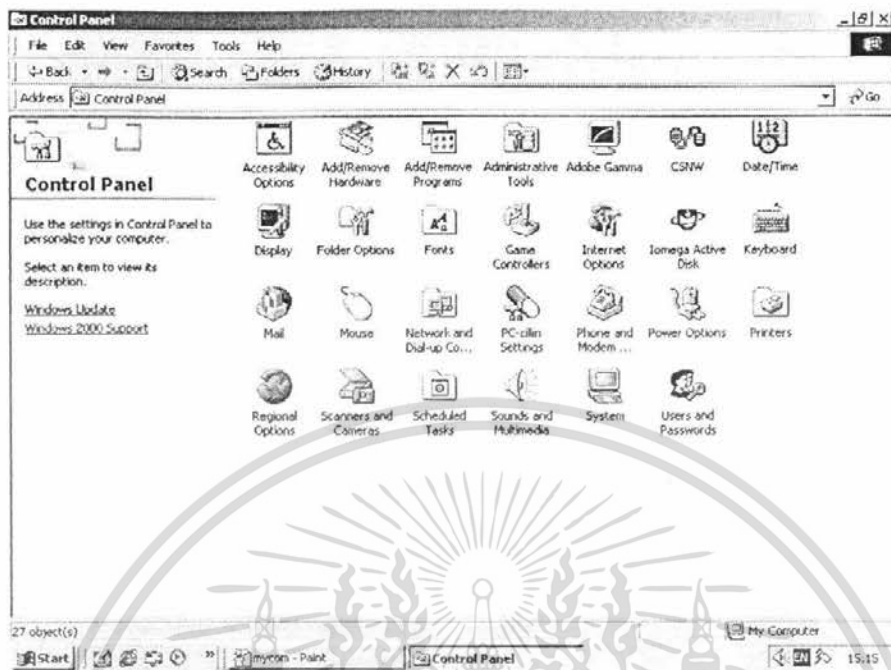 Control Panel
File Edit View Favorites Tools Help
Back Search Folders History
Address Control Panel Go
Control Panel
Use the settings in Control Panel to
personalize your computer.
Select an item to view its
description.
Windows Update
Windows 2000 Support
Accessibility Options
Add/Remove Hardware
Add/Remove Programs
Administrative Tools
Adobe Gamma
CSNW
Date/Time
Display
Folder Options
Fonts
Game Controllers
Internet Options
Iomega Active Disk
Keyboard
Mail
Mouse
Network and Dial-up Co...
PC-cillin Settings
Phone and Modem ...
Power Options
Printers
Regional Options
Scanners and Cameras
Scheduled Tasks
Sounds and Multimedia
System
Users and Passwords
27 object(s) My Computer
Start mycom - Paint Control Panel EN 15:15